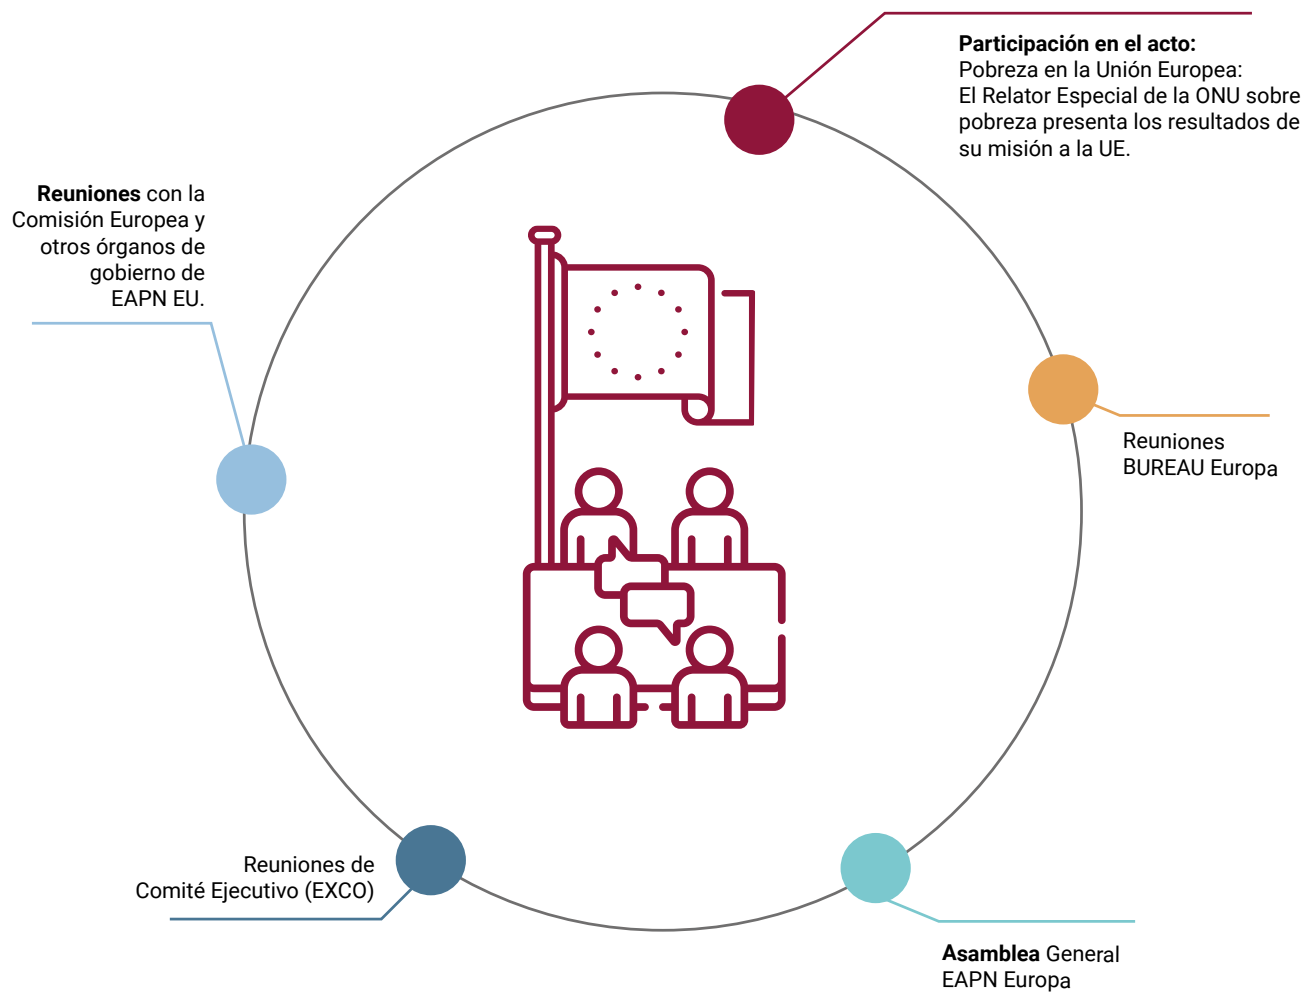 Participación en el acto:
Pobreza en la Unión Europea:
El Relator Especial de la ONU sobre
pobreza presenta los resultados de
su misión a la UE.
Reuniones con la
Comisión Europea y
otros órganos de
gobierno de
EAPN EU.
Reuniones
BUREAU Europa
Reuniones de
Comité Ejecutivo (EXCO)
Asamblea General
EAPN Europa